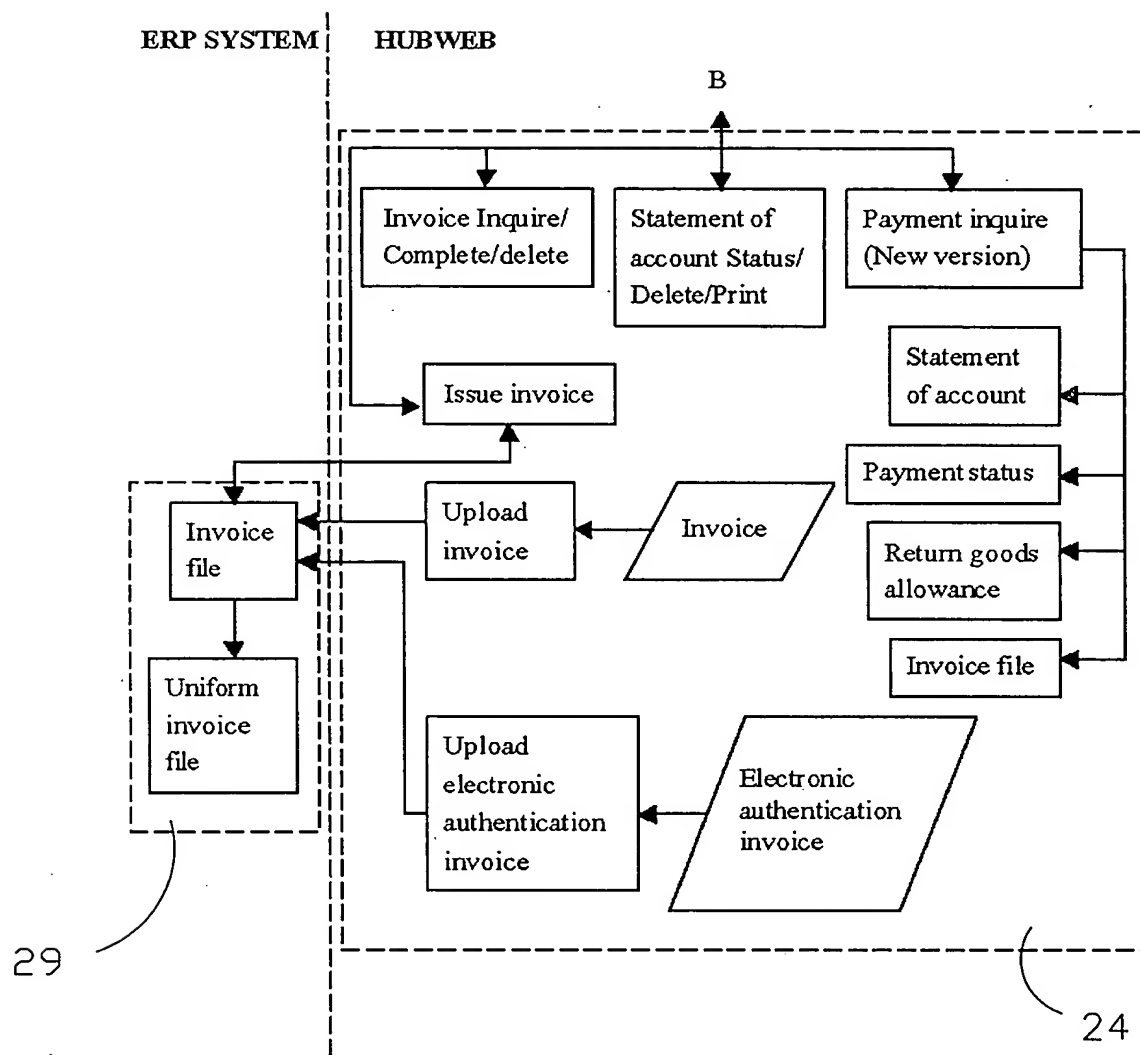 ERP SYSTEM
HUBWEB
B
Invoice Inquire/
Complete/delete
Statement of
account Status/
Delete/Print
Payment inquire
(New version)
Statement
of account
Issue invoice
Payment status
Invoice
file
Upload
invoice
Invoice
Return goods
allowance
Invoice file
Uniform
invoice
file
Upload
electronic
authentication
invoice
Electronic
authentication
invoice
29
24